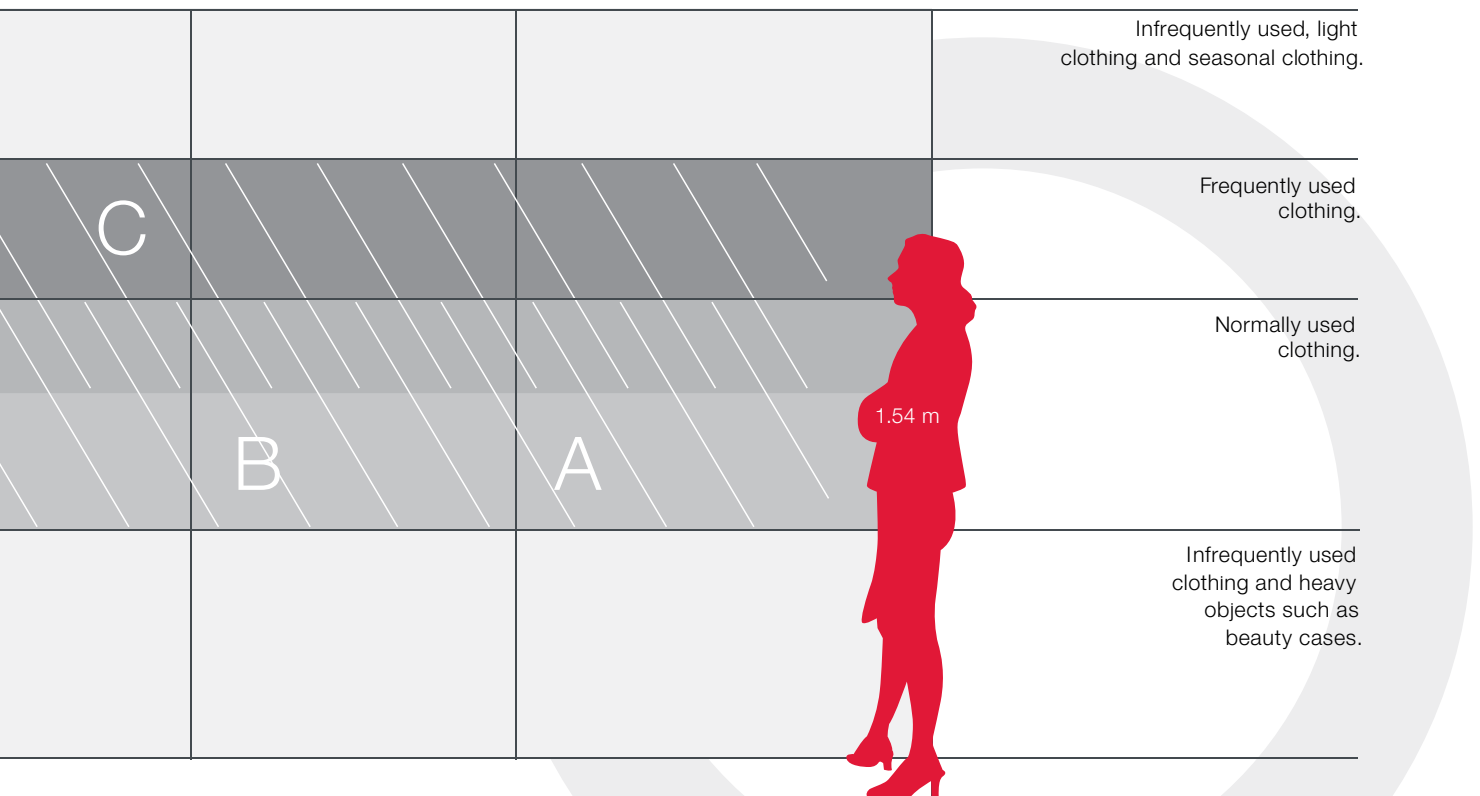 Infrequently used, light
clothing and seasonal clothing.
C
Frequently used
clothing.
Normally used
clothing.
1.54 m
B
A
Infrequently used
clothing and heavy
objects such as
beauty cases.